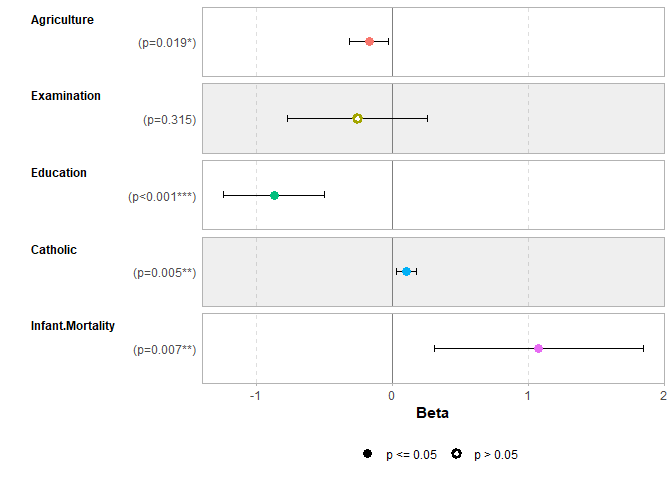 Agriculture
(p=0.019*)
Examination
(p=0.315)
Education
(p<0.001***)
Catholic
(p=0.005**)
Infant.Mortality
(p=0.007**)
-1 0 1 2
Beta
p <= 0.05 p > 0.05